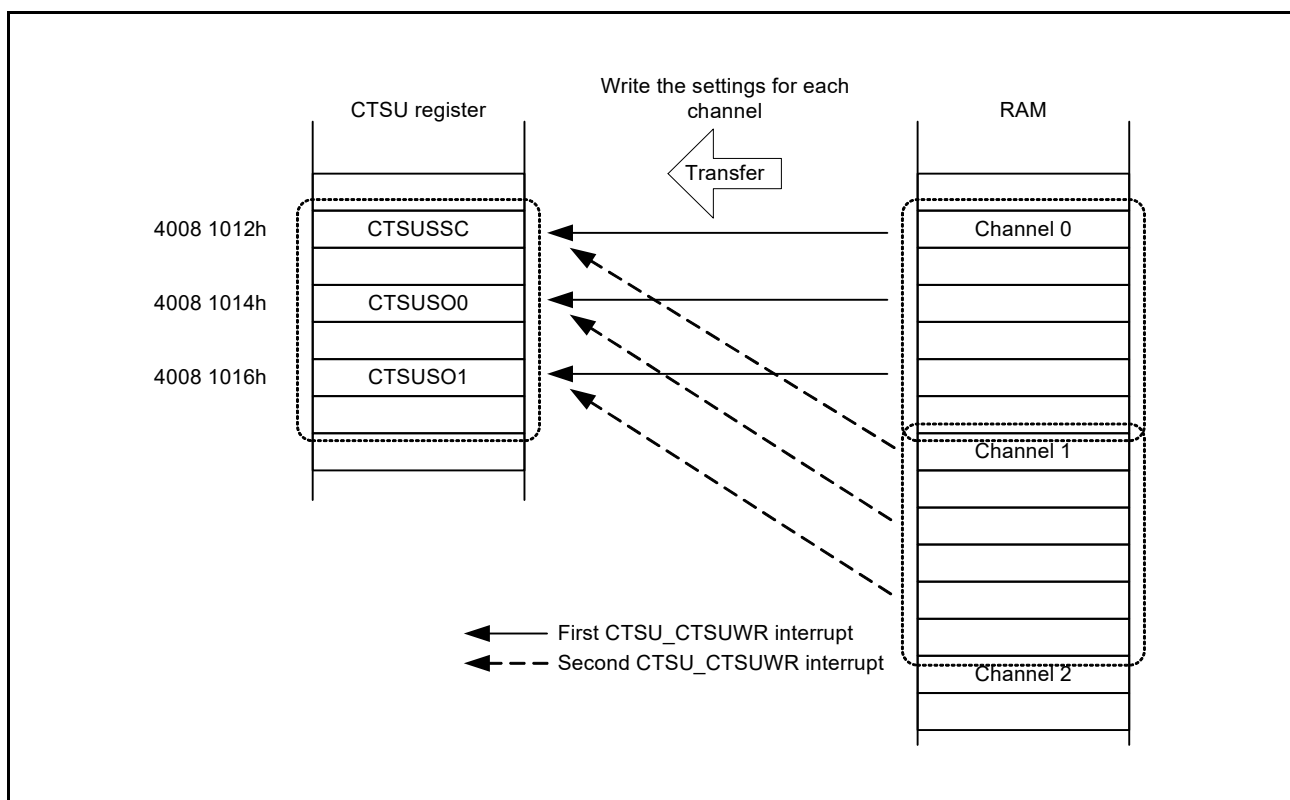 Write the settings for each
channel
CTSU register
RAM
Transfer
4008 1012h
CTSUSSC
Channel 0
4008 1014h
CTSUSO0
4008 1016h
CTSUSO1
Channel 1
First CTSU_CTSUWR interrupt
Second CTSU_CTSUWR interrupt
Channel 2